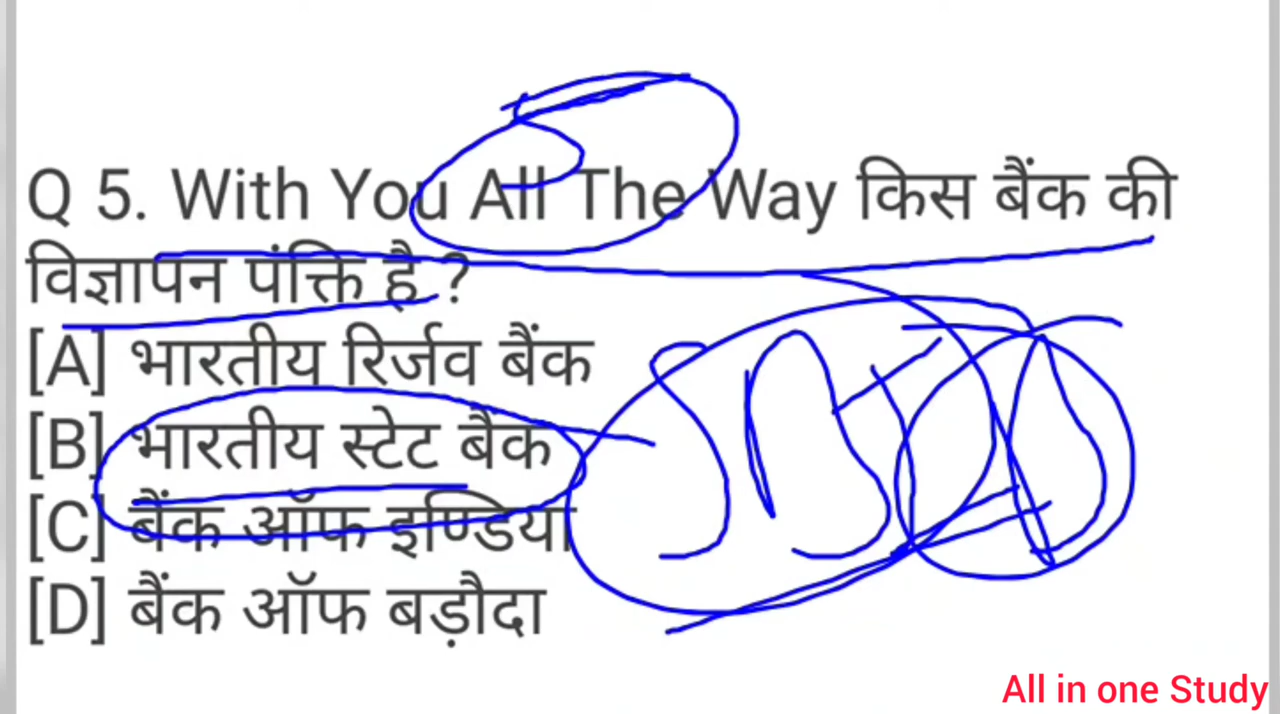 Q 5. With You All The Way किस बैंक की
विज्ञापन पंक्ति है ?
[A] भारतीय रिर्जव बैंक
[B] भारतीय स्टेट बैंक
[C] बैंक ऑफ इण्डिया
[D] बैंक ऑफ बड़ौदा
All in one Study